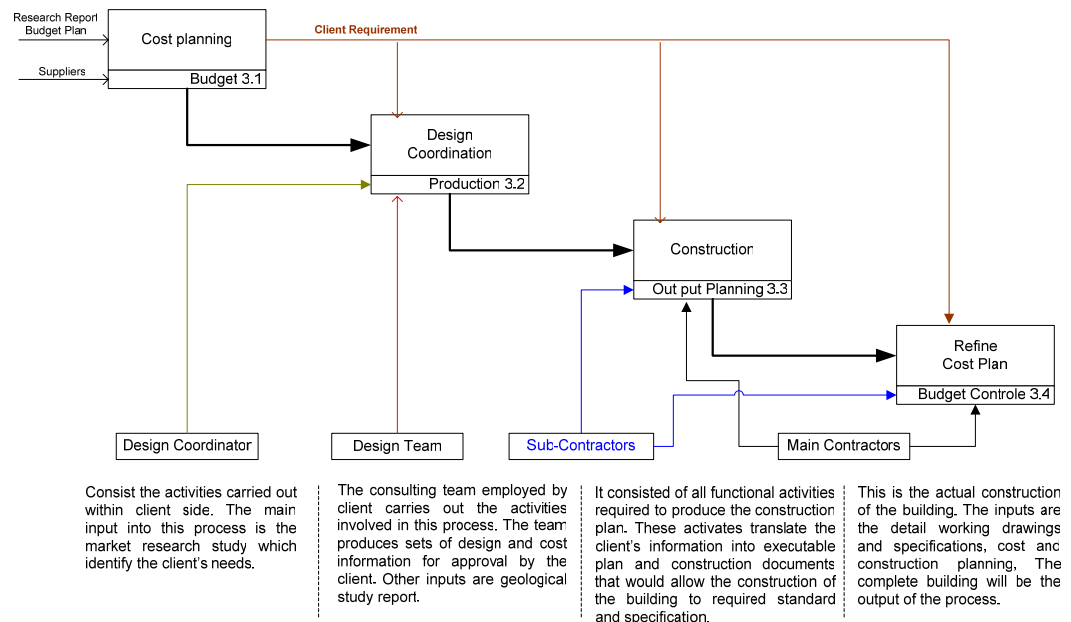 Research Report
Budget Plan
Suppliers
Cost planning
Budget 3.1
Client Requirement
Design
Coordination
Production 3.2
Construction
Out put Planning 3.3
Refine
Cost Plan
Budget Controle 3.4
Design Coordinator
Design Team
Sub-Contractors
Main Contractors
Consist the activities carried out
within client side. The main
input into this process is the
market research study which
identify the client's needs.
The consulting team employed by
client carries out the activities
involved in this process. The team
produces sets of design and cost
information for approval by the
client. Other inputs are geological
study report.
It consisted of all functional activities
required to produce the construction
plan. These activates translate the
client's information into executable
plan and construction documents
that would allow the construction of
the building to required standard
and specification.
This is the actual construction
of the building. The inputs are
the detail working drawings
and specifications, cost and
construction planning, The
complete building will be the
output of the process.